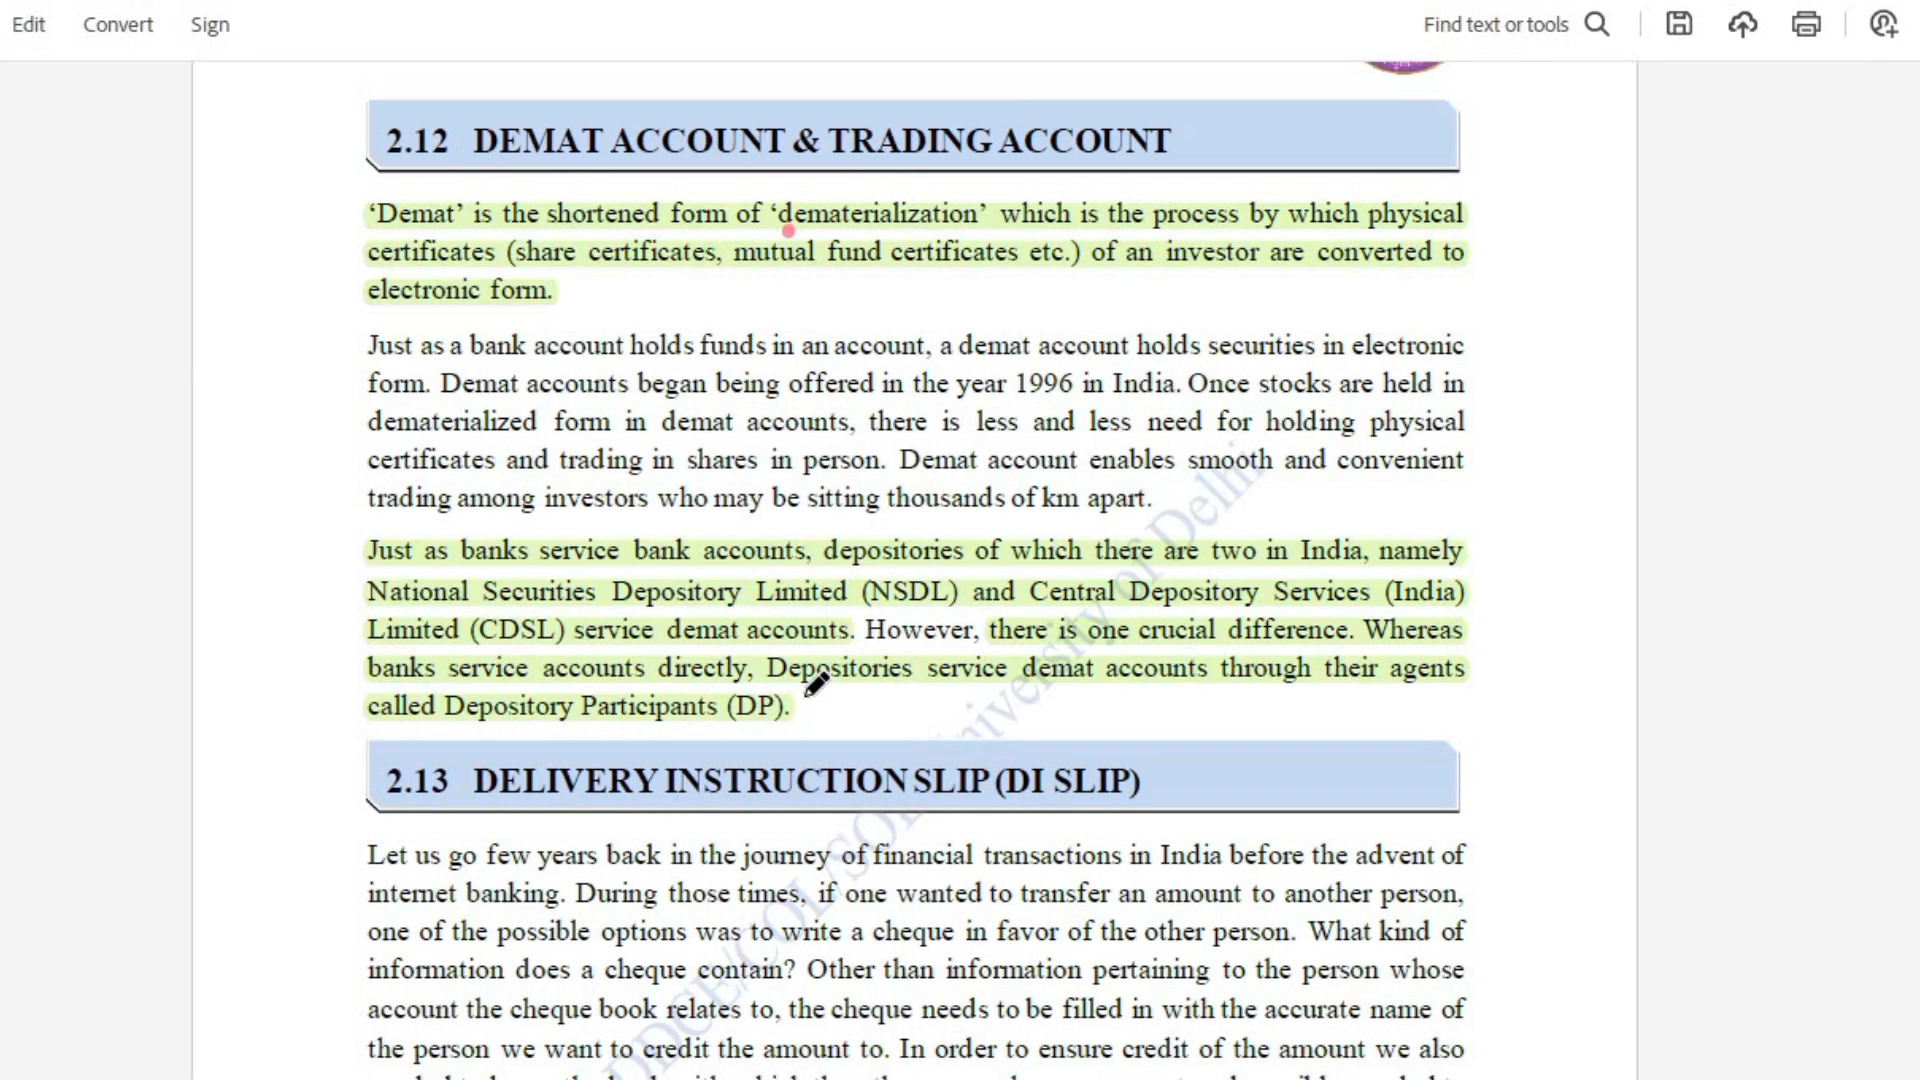 Edit Convert Sign Find text or tools
2.12 DEMAT ACCOUNT & TRADING ACCOUNT
‘Demat’ is the shortened form of ‘dematerialization’ which is the process by which physical
certificates (share certificates, mutual fund certificates etc.) of an investor are converted to
electronic form.
Just as a bank account holds funds in an account, a demat account holds securities in electronic
form. Demat accounts began being offered in the year 1996 in India. Once stocks are held in
dematerialized form in demat accounts, there is less and less need for holding physical
certificates and trading in shares in person. Demat account enables smooth and convenient
trading among investors who may be sitting thousands of km apart.
Just as banks service bank accounts, depositories of which there are two in India, namely
National Securities Depository Limited (NSDL) and Central Depository Services (India)
Limited (CDSL) service demat accounts. However, there is one crucial difference. Whereas
banks service accounts directly, Depositories service demat accounts through their agents
called Depository Participants (DP).
2.13 DELIVERY INSTRUCTION SLIP (DI SLIP)
Let us go few years back in the journey of financial transactions in India before the advent of
internet banking. During those times, if one wanted to transfer an amount to another person,
one of the possible options was to write a cheque in favor of the other person. What kind of
information does a cheque contain? Other than information pertaining to the person whose
account the cheque book relates to, the cheque needs to be filled in with the accurate name of
the person we want to credit the amount to. In order to ensure credit of the amount we also
DDCE/COL/SOL University of Delhi